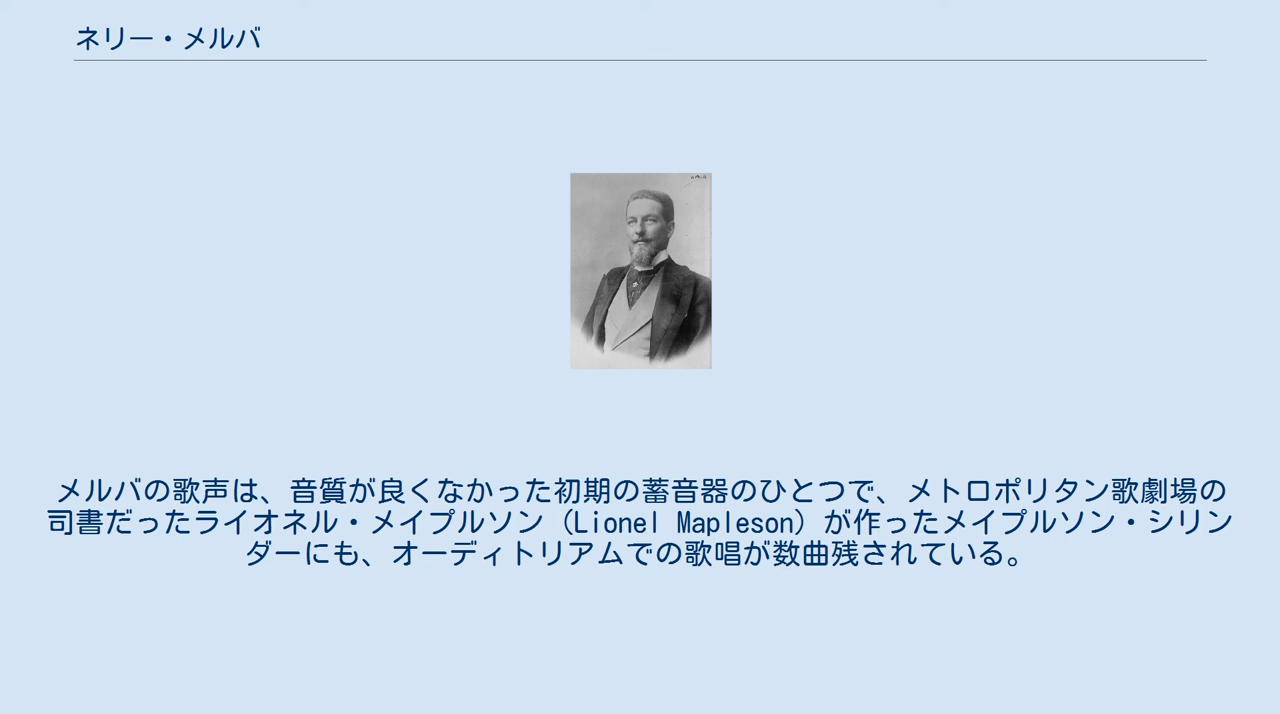 ネリー・メルバ
メルバの歌声は、音質が良くなかった初期の蓄音器のひとつで、メトロポリタン歌劇場の
司書だったライオネル・メイプルソン（Lionel Mapleson）が作ったメイプルソン・シリン
ダーにも、オーディトリアムでの歌唱が数曲残されている。